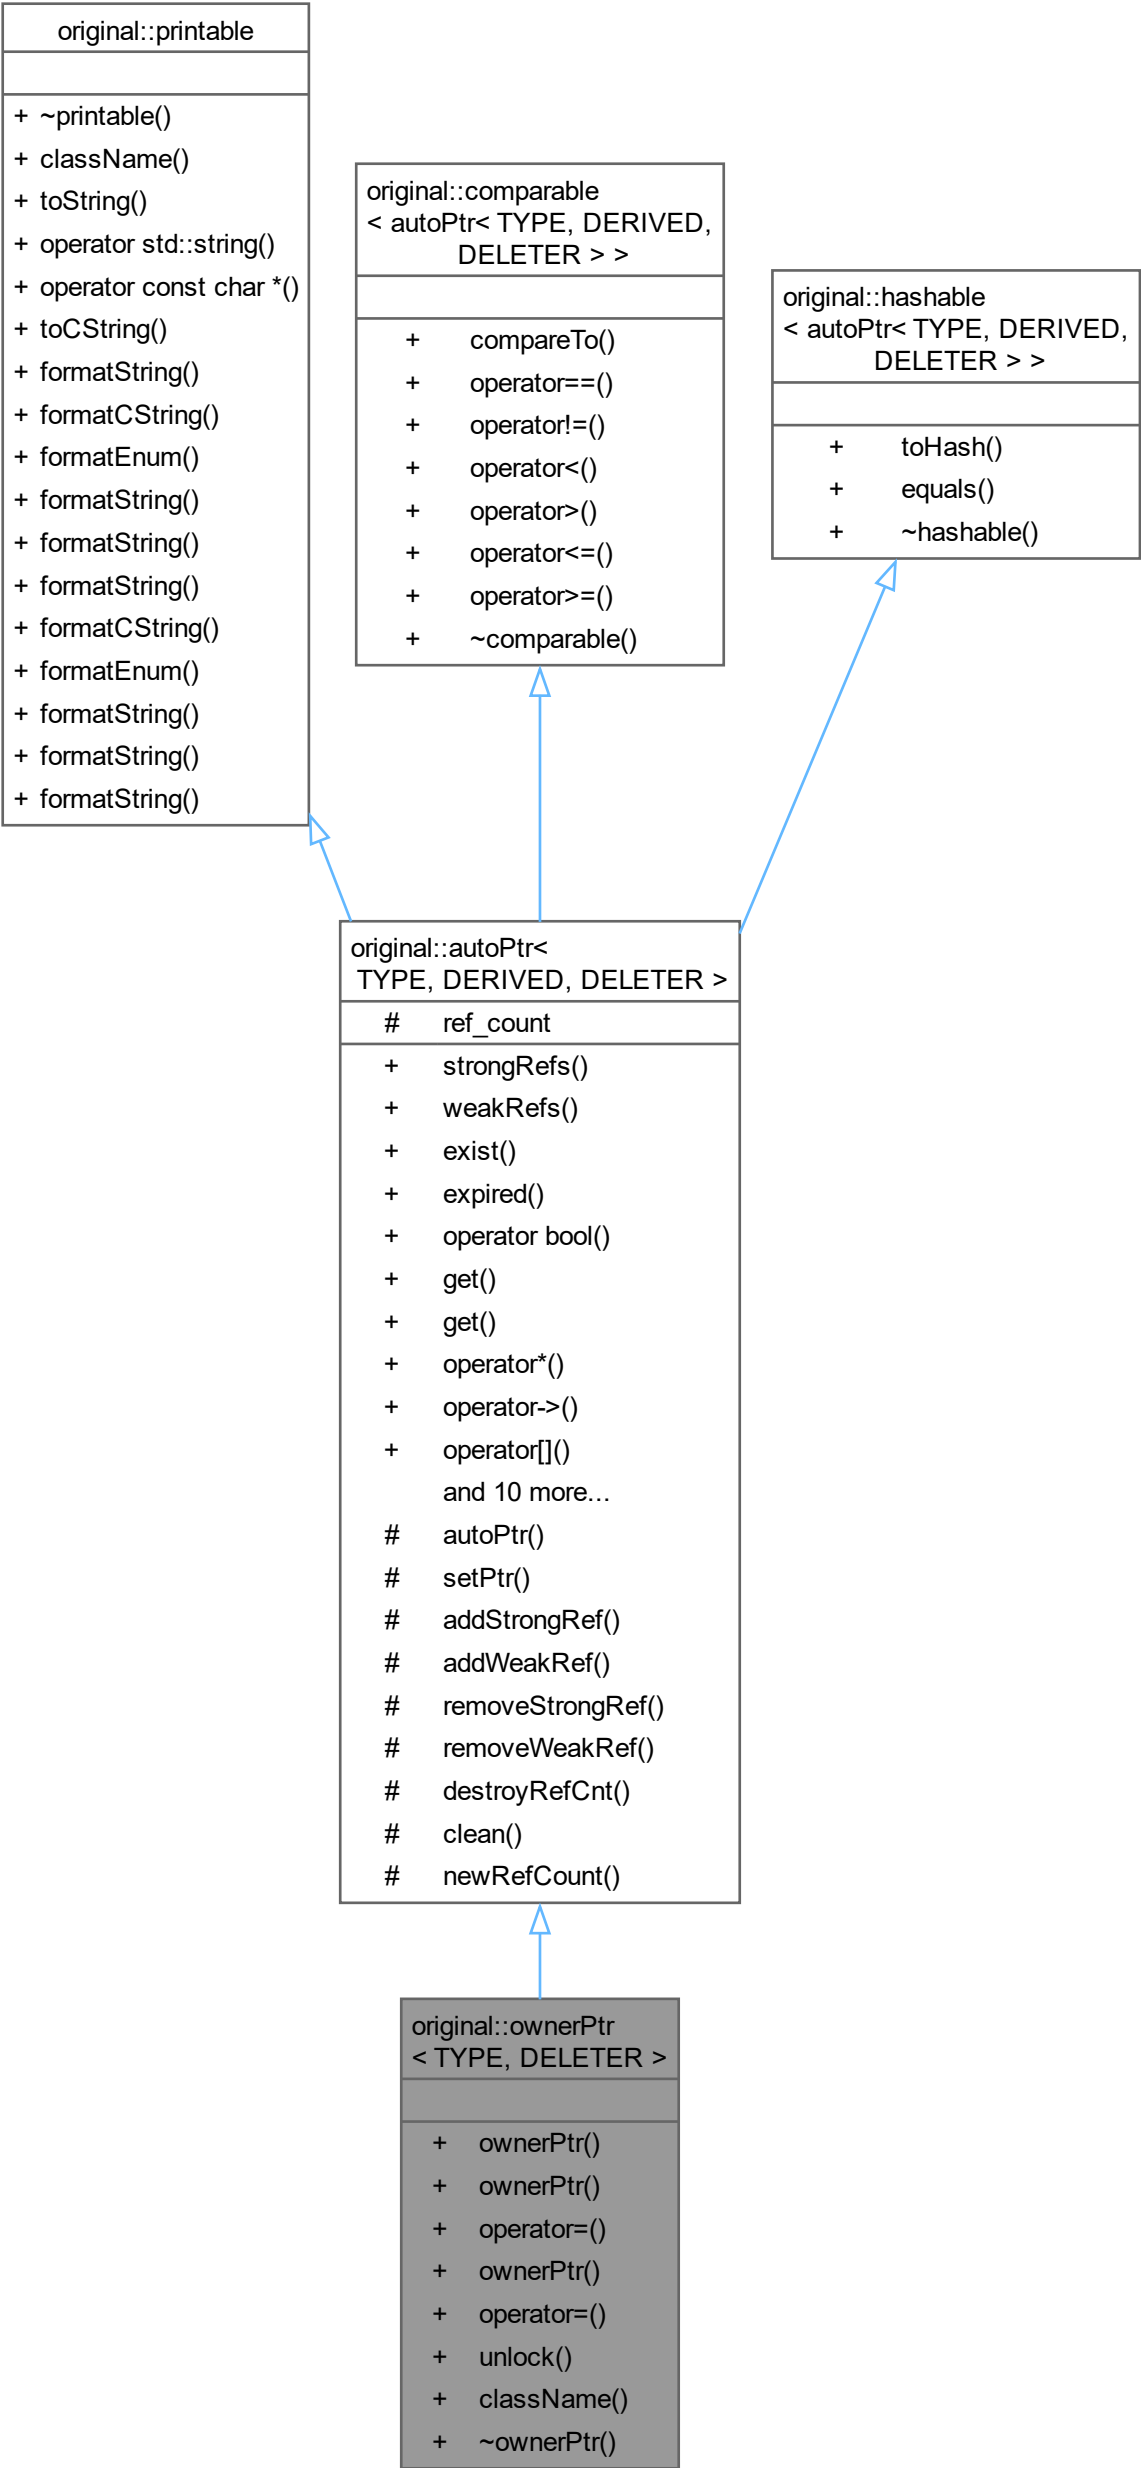 original::printable
+ ~printable()
+ className()
+ toString()
+ operator std::string()
+ operator const char *()
+ toCString()
+ formatString()
+ formatCString()
+ formatEnum()
+ formatString()
+ formatString()
+ formatString()
+ formatCString()
+ formatEnum()
+ formatString()
+ formatString()
+ formatString()
original::comparable
< autoPtr< TYPE, DERIVED,
DELETER > >
+ compareTo()
+ operator==()
+ operator!=()
+ operator<()
+ operator>()
+ operator<=()
+ operator>=()
+ ~comparable()
original::hashable
< autoPtr< TYPE, DERIVED,
DELETER > >
+ toHash()
+ equals()
+ ~hashable()
original::autoPtr<
TYPE, DERIVED, DELETER >
# ref_count
+ strongRefs()
+ weakRefs()
+ exist()
+ expired()
+ operator bool()
+ get()
+ get()
+ operator*()
+ operator->()
+ operator[]()
and 10 more...
# autoPtr()
# setPtr()
# addStrongRef()
# addWeakRef()
# removeStrongRef()
# removeWeakRef()
# destroyRefCnt()
# clean()
# newRefCount()
original::ownerPtr
< TYPE, DELETER >
+ ownerPtr()
+ ownerPtr()
+ operator=()
+ ownerPtr()
+ operator=()
+ unlock()
+ className()
+ ~ownerPtr()